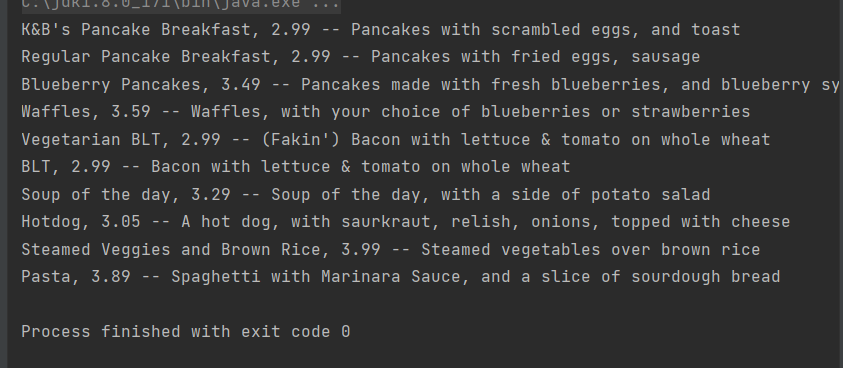 C:\jdk1.8.0_171\bin\java.exe ...
K&B's Pancake Breakfast, 2.99 -- Pancakes with scrambled eggs, and toast
Regular Pancake Breakfast, 2.99 -- Pancakes with fried eggs, sausage
Blueberry Pancakes, 3.49 -- Pancakes made with fresh blueberries, and blueberry sy
Waffles, 3.59 -- Waffles, with your choice of blueberries or strawberries
Vegetarian BLT, 2.99 -- (Fakin') Bacon with lettuce & tomato on whole wheat
BLT, 2.99 -- Bacon with lettuce & tomato on whole wheat
Soup of the day, 3.29 -- Soup of the day, with a side of potato salad
Hotdog, 3.05 -- A hot dog, with saurkraut, relish, onions, topped with cheese
Steamed Veggies and Brown Rice, 3.99 -- Steamed vegetables over brown rice
Pasta, 3.89 -- Spaghetti with Marinara Sauce, and a slice of sourdough bread
Process finished with exit code 0